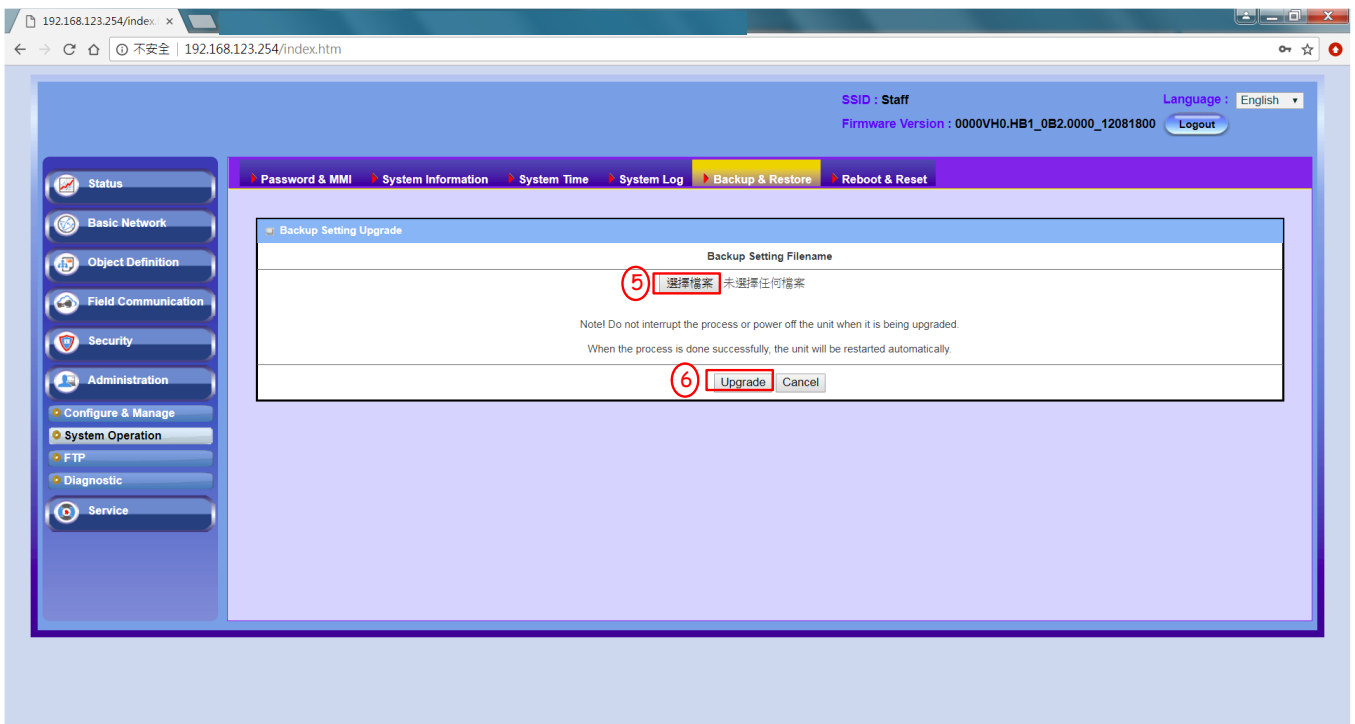 192.168.123.254/index.
不安全 | 192.168.123.254/index.htm
SSID : Staff
Language : English
Firmware Version : 0000VH0.HB1_0B2.0000_12081800
Logout
Password & MMI System Information System Time System Log Backup & Restore Reboot & Reset
Status
Basic Network
Object Definition
Field Communication
Security
Administration
Configure & Manage
System Operation
FTP
Diagnostic
Service
Backup Setting Upgrade
Backup Setting Filename
5 選擇檔案 未選擇任何檔案
Note! Do not interrupt the process or power off the unit when it is being upgraded.
When the process is done successfully, the unit will be restarted automatically.
6 Upgrade Cancel